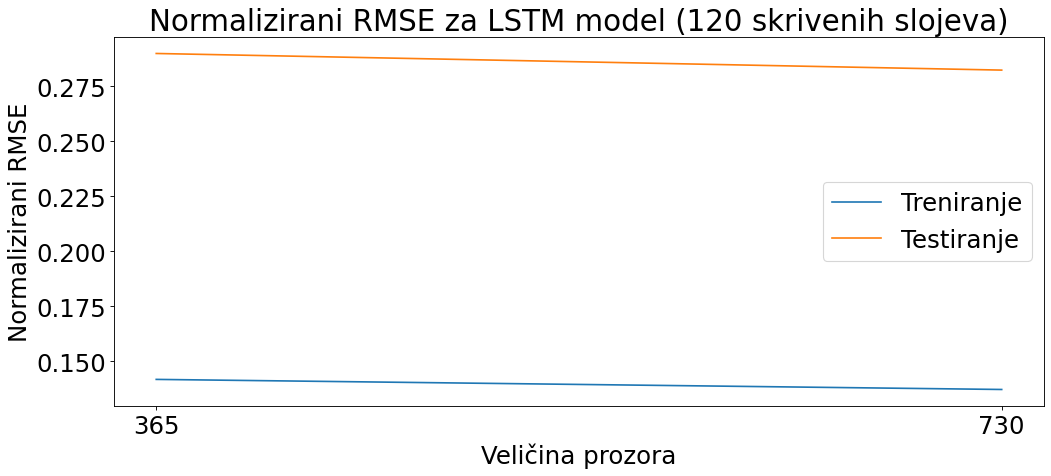 Normalizirani RMSE za LSTM model (120 skrivenih slojeva)
Normalizirani RMSE
0.275
0.250
0.225
0.200
0.175
0.150
Treniranje
Testiranje
365
730
Veličina prozora